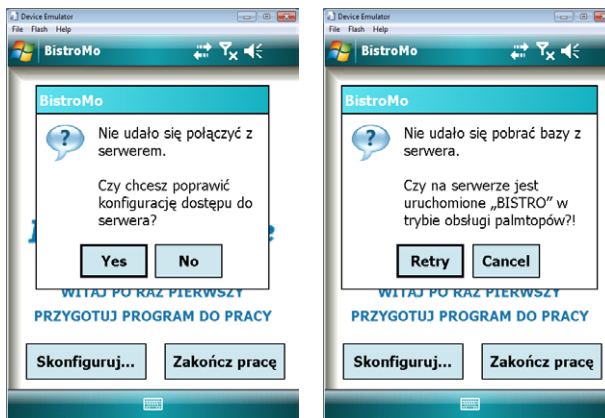 Device Emulator
File Flash Help
BistroMo
BistroMo
Nie udało się połączyć z
serwerem.
Czy chcesz poprawić
konfigurację dostępu do
serwera?
Yes No
WITAJ PO RAZ PIERWSZY
PRZYGOTUJ PROGRAM DO PRACY
Skonfiguruj... Zakończ pracę
Device Emulator
File Flash Help
BistroMo
BistroMo
Nie udało się pobrać bazy z
serwera.
Czy na serwerze jest
uruchomione „BISTRO” w
trybie obsługi palmtopów?!
Retry Cancel
WITAJ PO RAZ PIERWSZY
PRZYGOTUJ PROGRAM DO PRACY
Skonfiguruj... Zakończ pracę